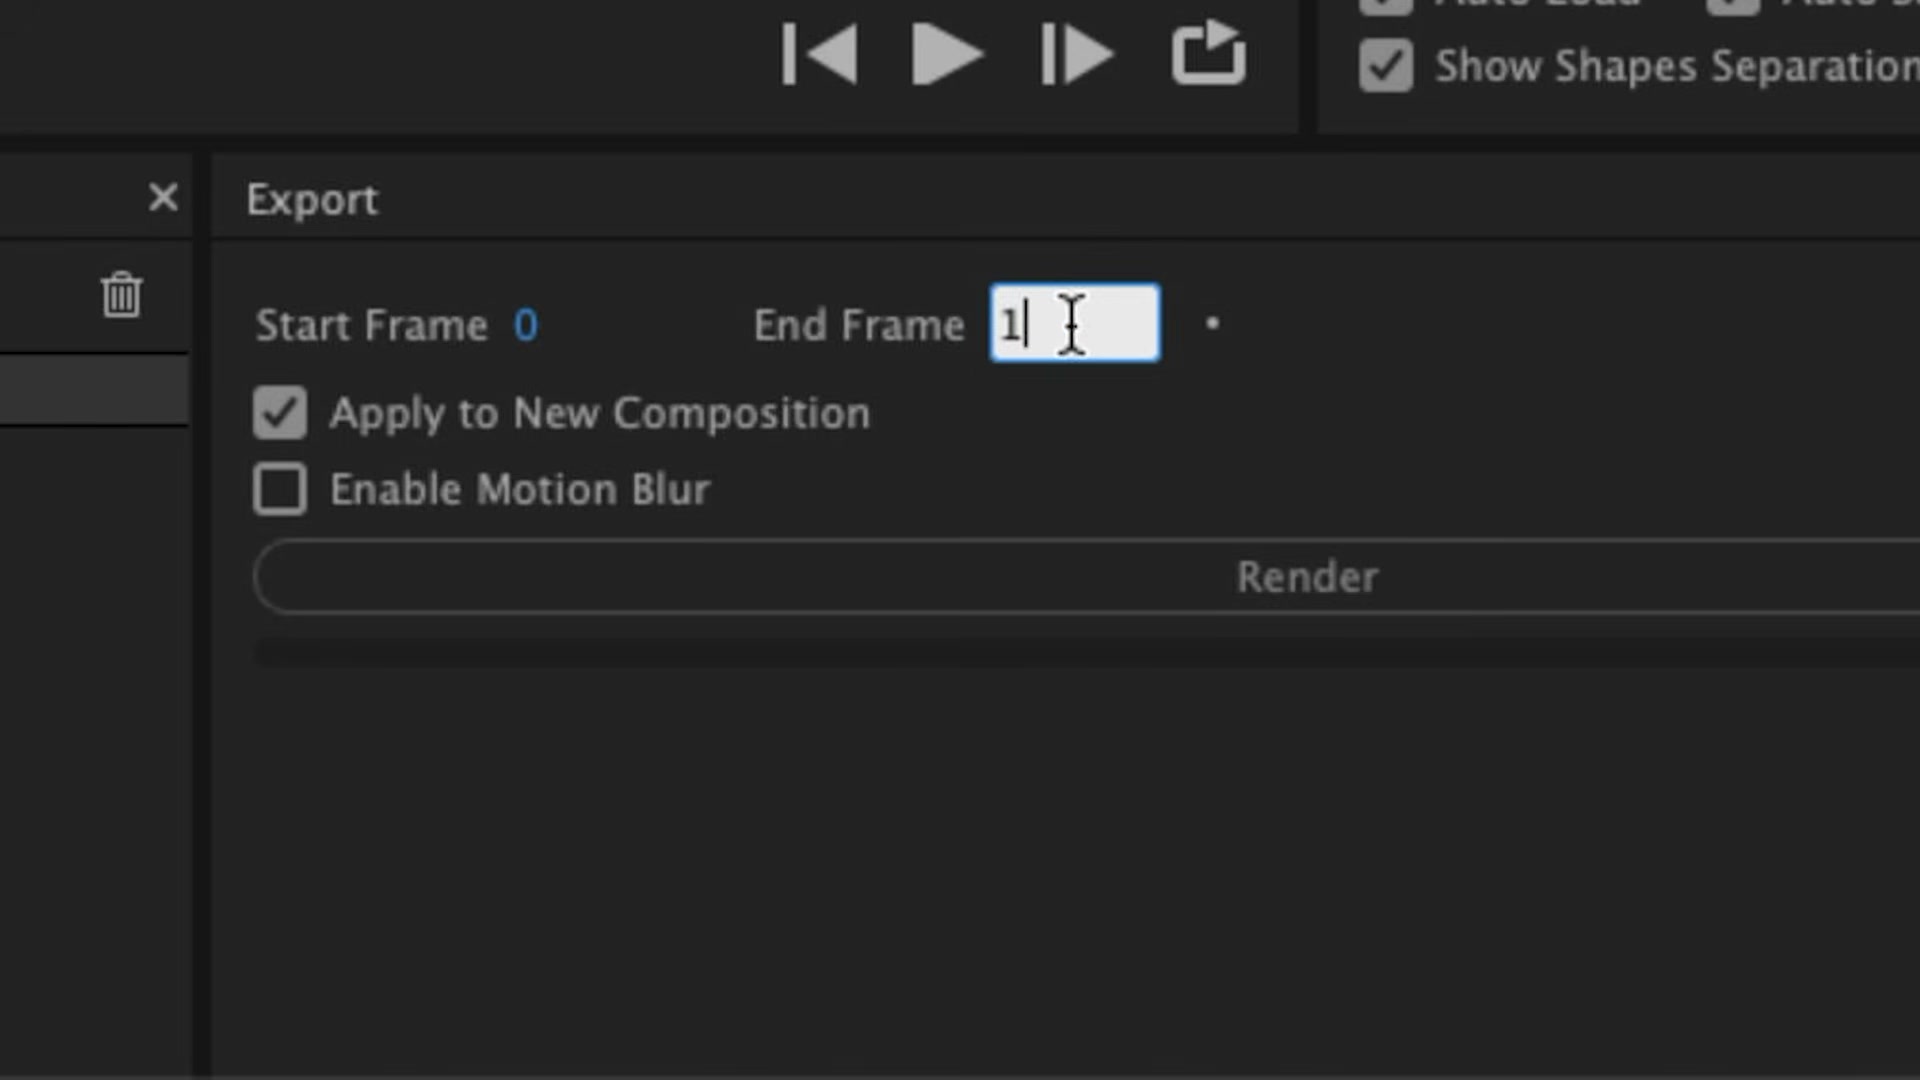 Show Shapes Separation
Export
Start Frame 0 End Frame 1
Apply to New Composition
Enable Motion Blur
Render